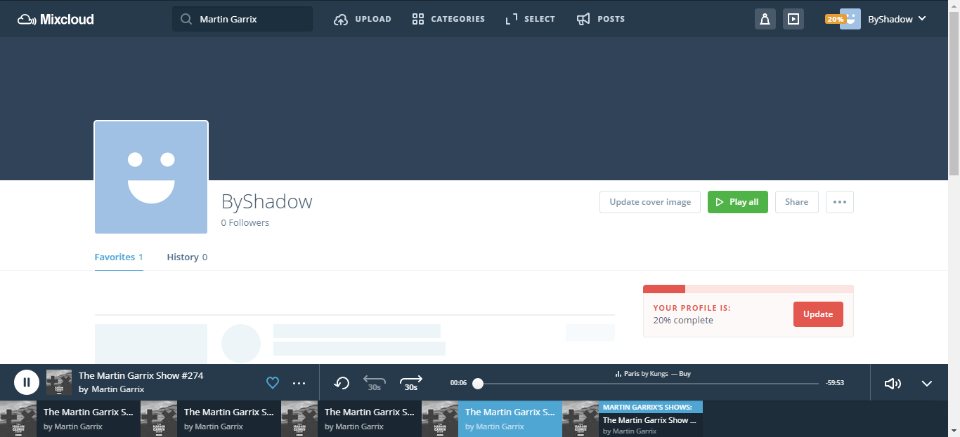 Mixcloud
Martin Garrix
UPLOAD
CATEGORIES
SELECT
POSTS
20%
ByShadow
ByShadow
0 Followers
Update cover image
Play all
Share
Favorites 1
History 0
YOUR PROFILE IS:
20% complete
Update
The Martin Garrix Show #274
by Martin Garrix
30s
30s
00:06
Paris by Kungs — Buy
-59:53
The Martin Garrix S...
by Martin Garrix
The Martin Garrix S...
by Martin Garrix
The Martin Garrix S...
by Martin Garrix
The Martin Garrix S...
by Martin Garrix
MARTIN GARRIX'S SHOWS:
The Martin Garrix Show ...
by Martin Garrix